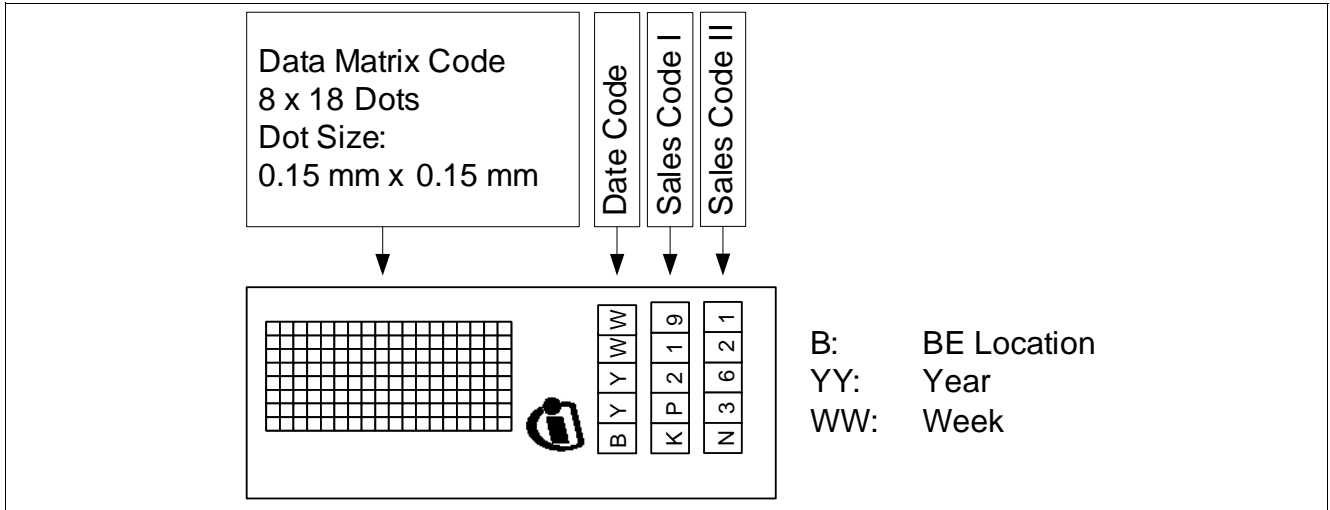 Data Matrix Code
8 x 18 Dots
Dot Size:
0.15 mm x 0.15 mm
Date Code
Sales Code I
Sales Code II
BYYWW
KP219
N3621
B: BE Location
YY: Year
WW: Week